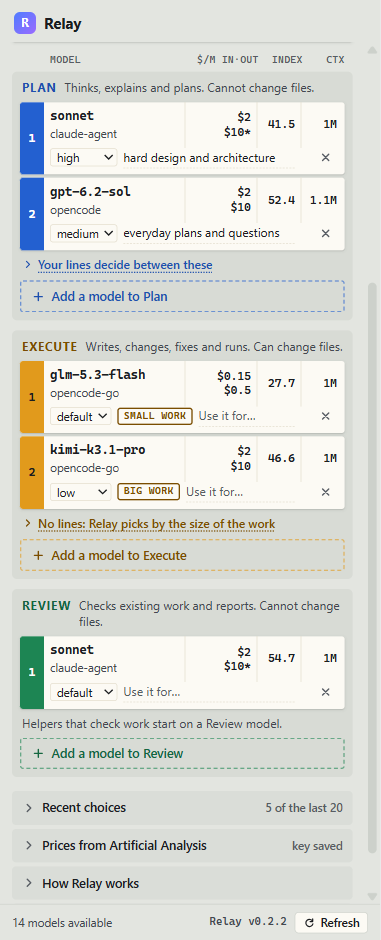 R Relay
MODEL $/M IN·OUT INDEX CTX
PLAN Thinks, explains and plans. Cannot change files.
1
sonnet $2 41.5 1M
claude-agent $10*
high hard design and architecture ×
2
gpt-6.2-sol $2 52.4 1.1M
opencode $10
medium everyday plans and questions ×
Your lines decide between these
+ Add a model to Plan
EXECUTE Writes, changes, fixes and runs. Can change files.
1
glm-5.3-flash $0.15 27.7 1M
opencode-go $0.5
default SMALL WORK Use it for… ×
2
kimi-k3.1-pro $2 46.6 1M
opencode-go $10
low BIG WORK Use it for… ×
No lines: Relay picks by the size of the work
+ Add a model to Execute
REVIEW Checks existing work and reports. Cannot change
files.
1
sonnet $2 54.7 1M
claude-agent $10*
default Use it for… ×
Helpers that check work start on a Review model.
+ Add a model to Review
Recent choices 5 of the last 20
Prices from Artificial Analysis key saved
How Relay works
14 models available Relay v0.2.2 Refresh